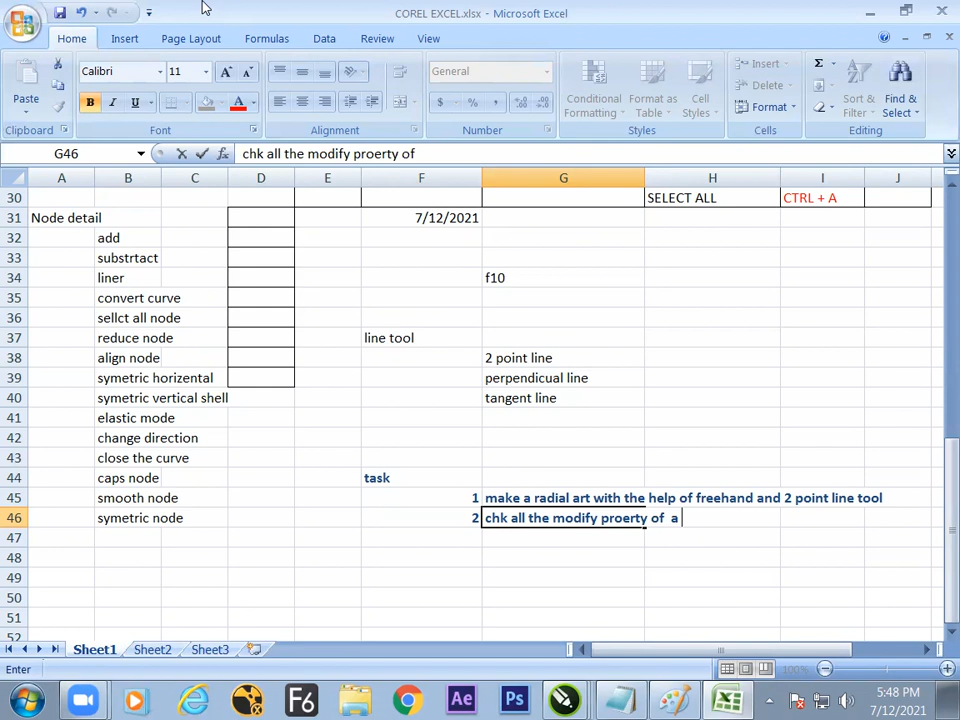 COREL EXCEL.xlsx - Microsoft Excel
Home Insert Page Layout Formulas Data Review View
Paste Calibri 11 General Conditional Formatting Format as Table Cell Styles Insert Delete Format Sort & Filter Find & Select
Clipboard Font Alignment Number Styles Cells Editing
G46 chk all the modify proerty of
A B C D E F G H I J
30 SELECT ALL CTRL + A
31 Node detail 7/12/2021
32 add
33 substrtact
34 liner f10
35 convert curve
36 sellct all node
37 reduce node line tool
38 align node 2 point line
39 symetric horizental perpendicual line
40 symetric vertical shell tangent line
41 elastic mode
42 change direction
43 close the curve
44 caps node task
45 smooth node 1 make a radial art with the help of freehand and 2 point line tool
46 symetric node 2 chk all the modify proerty of a
47
48
49
50
51
52
Sheet1 Sheet2 Sheet3
Enter 100%
F6 Ae Ps 5:48 PM
7/12/2021